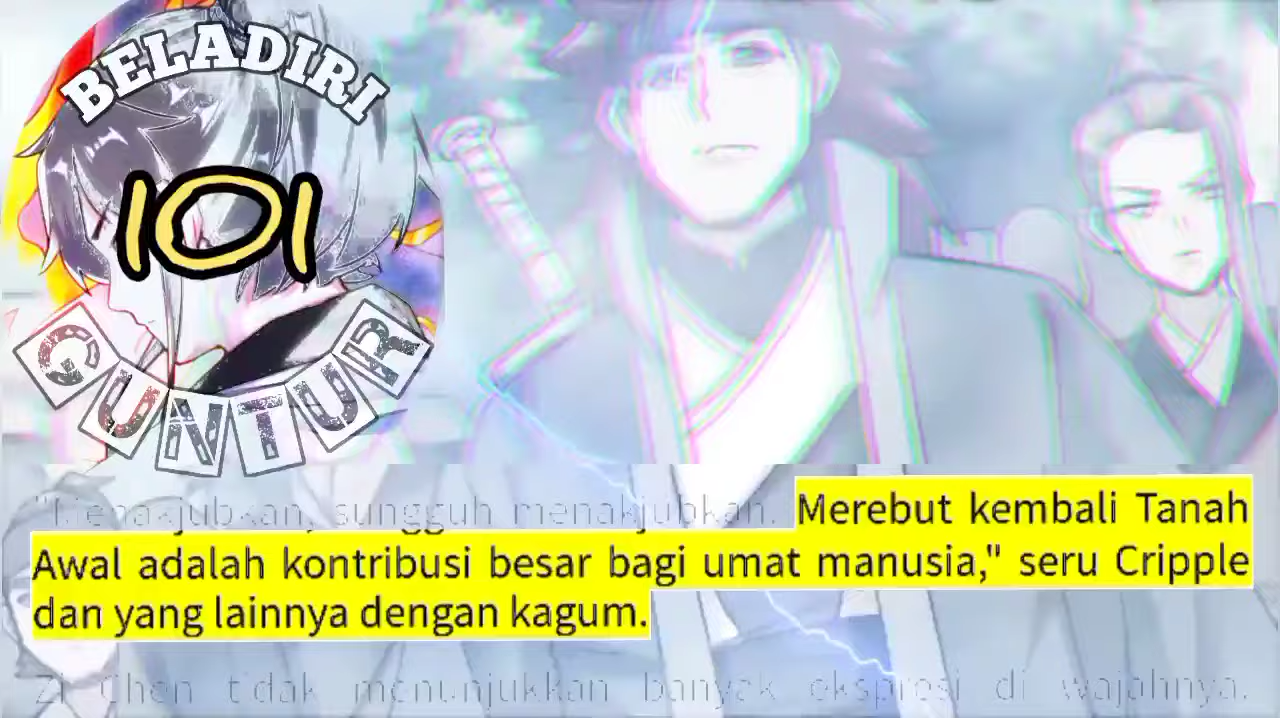 BELADIRI
101
GUNTUR
"Menakjubkan, sungguh menakjubkan. Merebut kembali Tanah
Awal adalah kontribusi besar bagi umat manusia," seru Cripple
dan yang lainnya dengan kagum.
Zi Chen tidak menunjukkan banyak ekspresi di wajahnya.